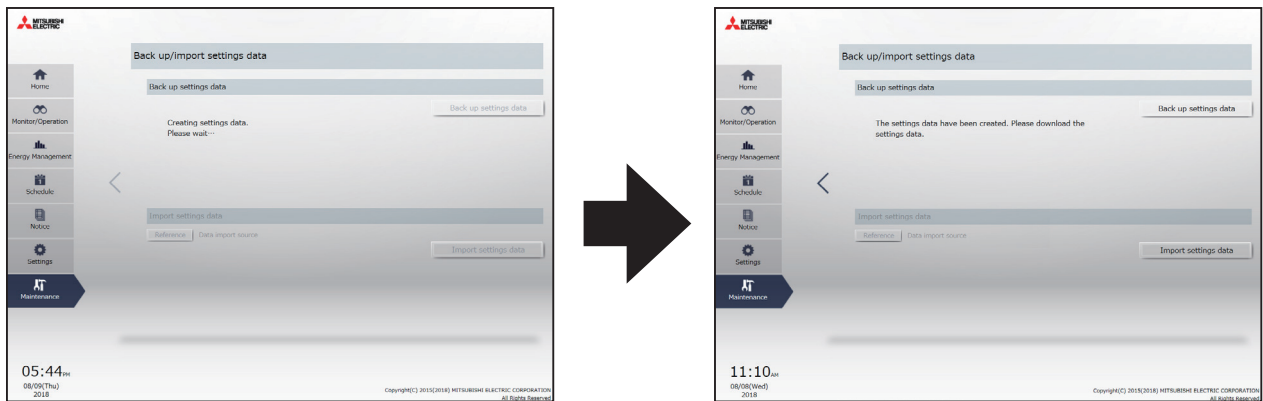 MITSUBISHI
ELECTRIC
Back up/import settings data
Home
Back up settings data
Monitor/Operation
Back up settings data
Creating settings data.
Please wait…
Energy Management
Schedule
Notice
Import settings data
Reference Data import source
Settings
Import settings data
Maintenance
05:44PM
08/09(Thu)
2018
Copyright(C) 2015(2018) MITSUBISHI ELECTRIC CORPORATION
All Rights Reserved
MITSUBISHI
ELECTRIC
Back up/import settings data
Home
Back up settings data
Monitor/Operation
Back up settings data
The settings data have been created. Please download the
settings data.
Energy Management
Schedule
Notice
Import settings data
Reference Data import source
Settings
Import settings data
Maintenance
11:10AM
08/08(Wed)
2018
Copyright(C) 2015(2018) MITSUBISHI ELECTRIC CORPORATION
All Rights Reserved